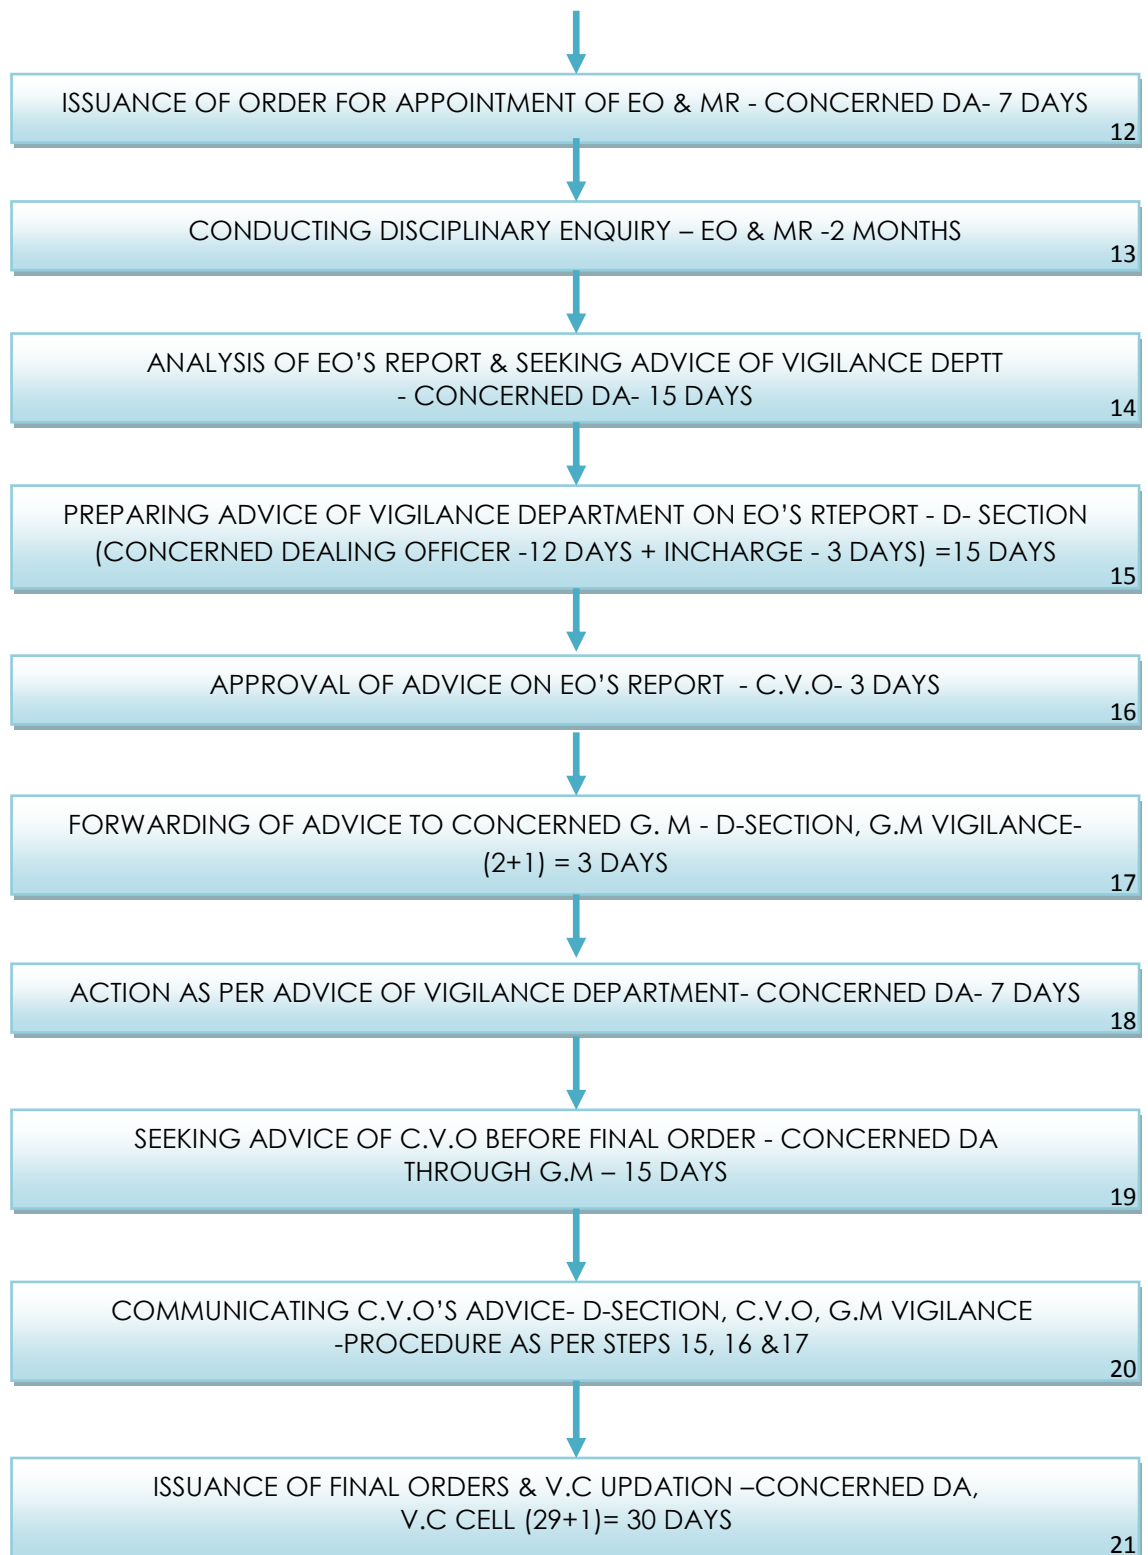 ISSUANCE OF ORDER FOR APPOINTMENT OF EO & MR - CONCERNED DA- 7 DAYS
12
CONDUCTING DISCIPLINARY ENQUIRY – EO & MR -2 MONTHS
13
ANALYSIS OF EO'S REPORT & SEEKING ADVICE OF VIGILANCE DEPTT
- CONCERNED DA- 15 DAYS
14
PREPARING ADVICE OF VIGILANCE DEPARTMENT ON EO'S RTEPORT - D- SECTION
(CONCERNED DEALING OFFICER -12 DAYS + INCHARGE - 3 DAYS) =15 DAYS
15
APPROVAL OF ADVICE ON EO'S REPORT - C.V.O- 3 DAYS
16
FORWARDING OF ADVICE TO CONCERNED G. M - D-SECTION, G.M VIGILANCE-
(2+1) = 3 DAYS
17
ACTION AS PER ADVICE OF VIGILANCE DEPARTMENT- CONCERNED DA- 7 DAYS
18
SEEKING ADVICE OF C.V.O BEFORE FINAL ORDER - CONCERNED DA
THROUGH G.M – 15 DAYS
19
COMMUNICATING C.V.O'S ADVICE- D-SECTION, C.V.O, G.M VIGILANCE
-PROCEDURE AS PER STEPS 15, 16 &17
20
ISSUANCE OF FINAL ORDERS & V.C UPDATION –CONCERNED DA,
V.C CELL (29+1)= 30 DAYS
21